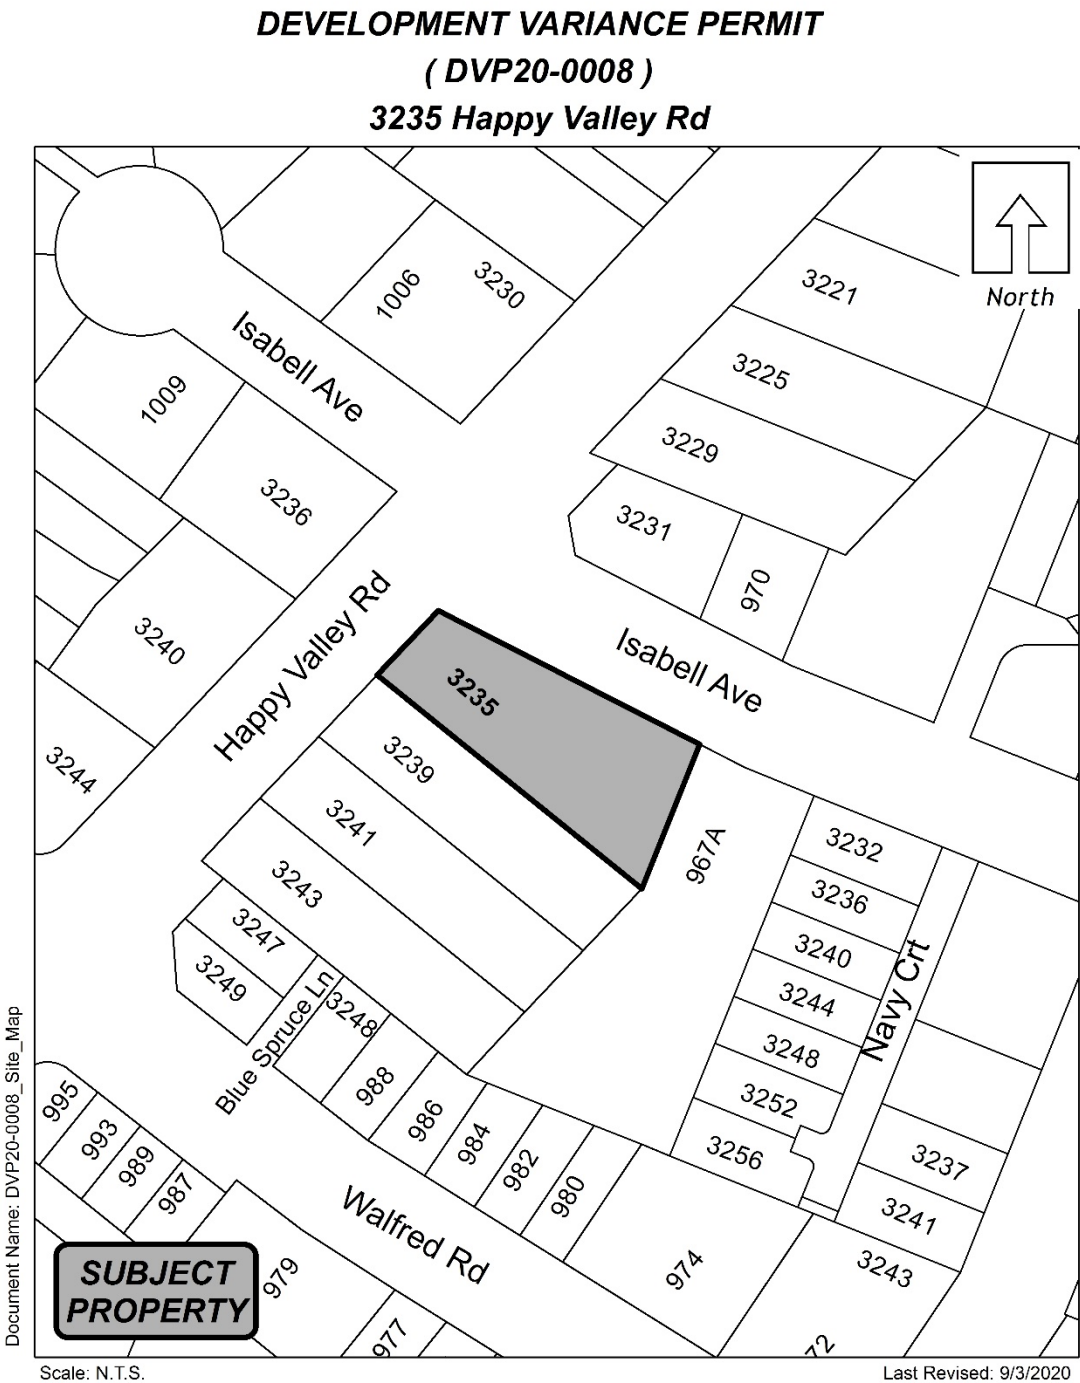 DEVELOPMENT VARIANCE PERMIT
( DVP20-0008 )
3235 Happy Valley Rd
North
3221
3230
1006
Isabell Ave
3225
1009
3229
3236
3231
970
3240
Happy Valley Rd
Isabell Ave
3235
3244
3239
3241
967A
3232
3243
3236
3247
3240
3249
Navy Crt
3244
Blue Spruce Ln
3248
3248
988
3252
986
984
3256
982
980
3237
995
993
989
987
3241
Walfred Rd
974
3243
979
977
72
SUBJECT
PROPERTY
Document Name: DVP20-0008_Site_Map
Scale: N.T.S.
Last Revised: 9/3/2020